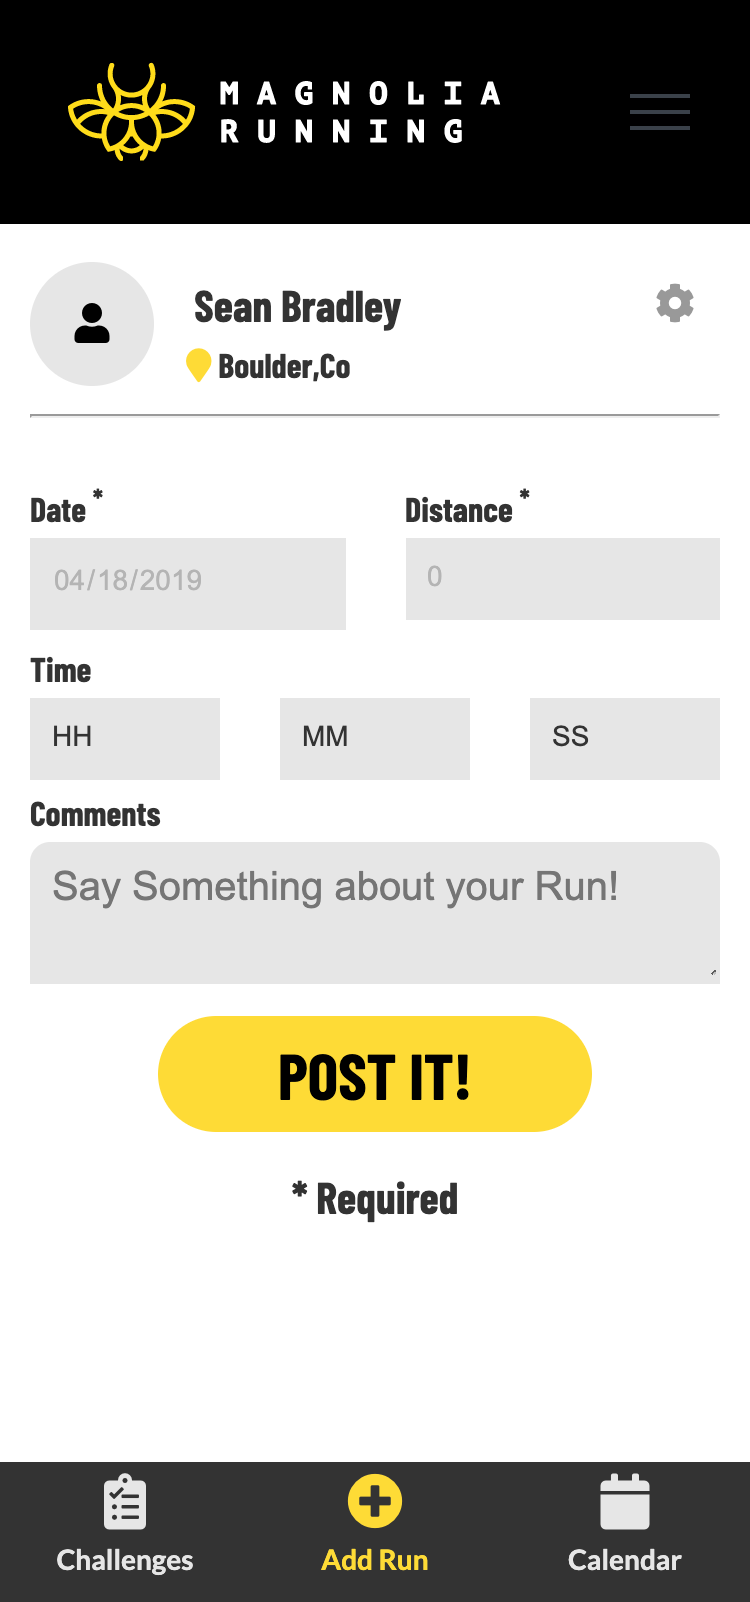 MAGNOLIA
RUNNING
Sean Bradley
Boulder,Co
Date *
Distance *
04/18/2019
0
Time
HH
MM
SS
Comments
Say Something about your Run!
POST IT!
* Required
Challenges
Add Run
Calendar